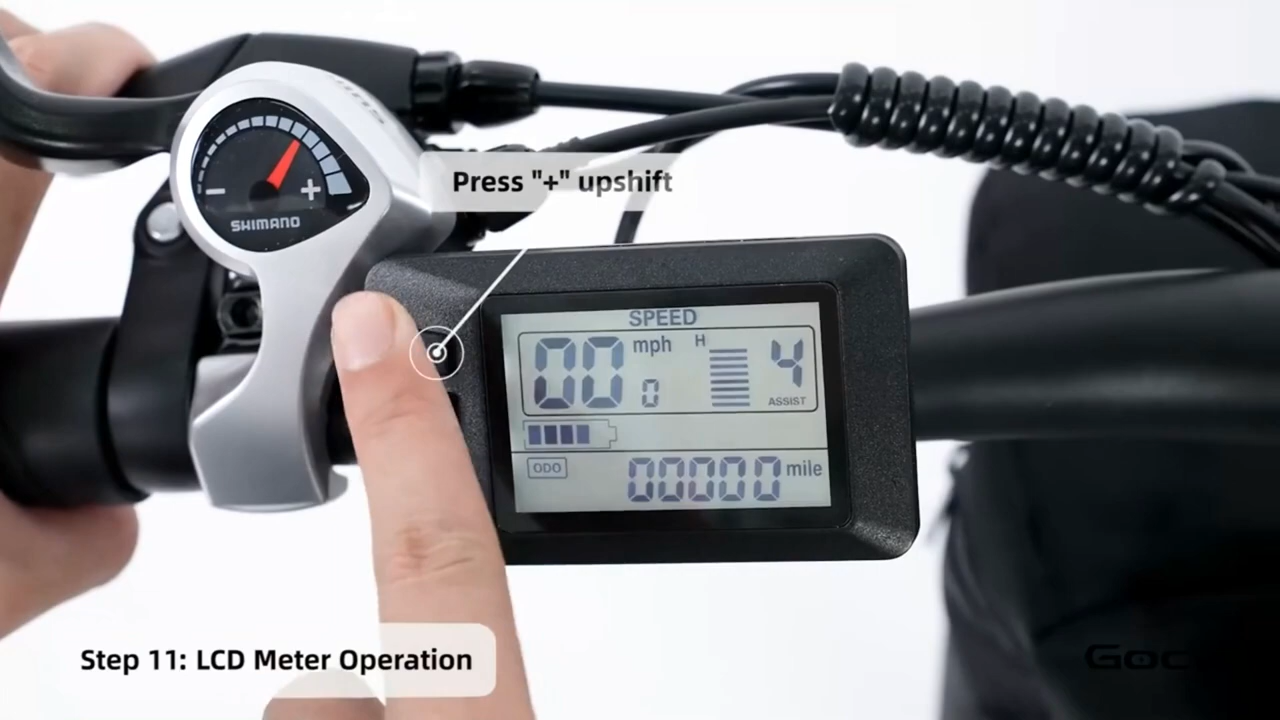 SHIMANO
Press "+" upshift
SPEED
00 mph
0
H
4
ASSIST
ODO
00000 mile
Step 11: LCD Meter Operation